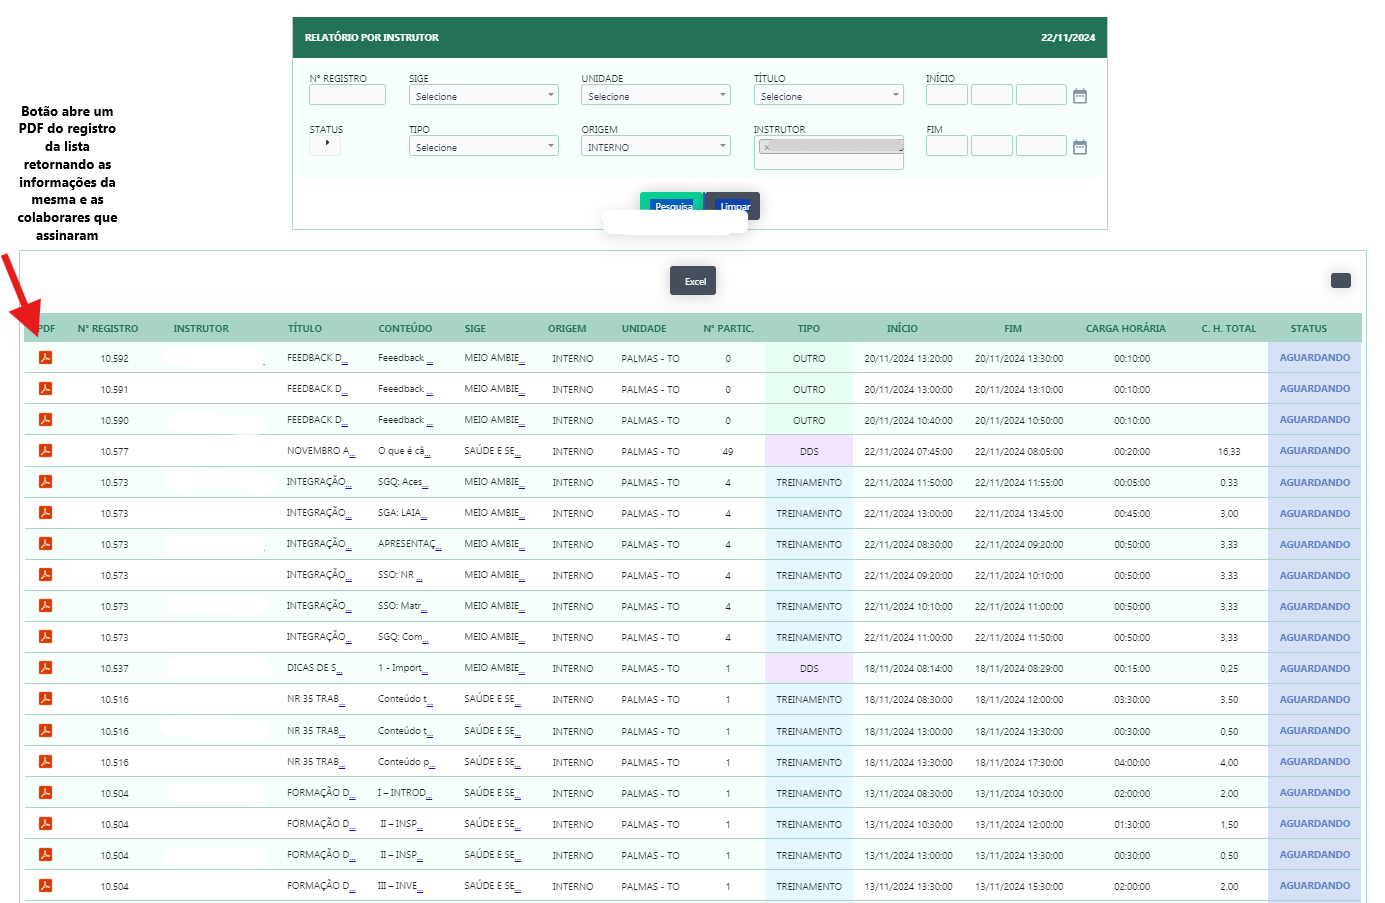 RELATÓRIO POR INSTRUTOR 22/11/2024
N° REGISTRO SIGE UNIDADE TÍTULO INÍCIO
Selecione Selecione Selecione
STATUS TIPO ORIGEM INSTRUTOR FIM
Selecione INTERNO ×
Pesquisa Limpar
Botão abre um
PDF do registro
da lista
retornando as
informações da
mesma e as
colaborares que
assinaram
Excel
PDF N° REGISTRO INSTRUTOR TÍTULO CONTEÚDO SIGE ORIGEM UNIDADE N° PARTIC. TIPO INÍCIO FIM CARGA HORÁRIA C. H. TOTAL STATUS
10.592 FEEDBACK D... Feeedback ... MEIO AMBIE... INTERNO PALMAS - TO 0 OUTRO 20/11/2024 13:20:00 20/11/2024 13:30:00 00:10:00 AGUARDANDO
10.591 FEEDBACK D... Feeedback ... MEIO AMBIE... INTERNO PALMAS - TO 0 OUTRO 20/11/2024 13:00:00 20/11/2024 13:10:00 00:10:00 AGUARDANDO
10.590 FEEDBACK D... Feeedback ... MEIO AMBIE... INTERNO PALMAS - TO 0 OUTRO 20/11/2024 10:40:00 20/11/2024 10:50:00 00:10:00 AGUARDANDO
10.577 NOVEMBRO A... O que é câ... SAÚDE E SE... INTERNO PALMAS - TO 49 DDS 22/11/2024 07:45:00 22/11/2024 08:05:00 00:20:00 16,33 AGUARDANDO
10.573 INTEGRAÇÃO... SGQ: Aces... MEIO AMBIE... INTERNO PALMAS - TO 4 TREINAMENTO 22/11/2024 11:50:00 22/11/2024 11:55:00 00:05:00 0,33 AGUARDANDO
10.573 INTEGRAÇÃO... SGA: LAIA... MEIO AMBIE... INTERNO PALMAS - TO 4 TREINAMENTO 22/11/2024 13:00:00 22/11/2024 13:45:00 00:45:00 3,00 AGUARDANDO
10.573 INTEGRAÇÃO... APRESENTAÇ... MEIO AMBIE... INTERNO PALMAS - TO 4 TREINAMENTO 22/11/2024 08:30:00 22/11/2024 09:20:00 00:50:00 3,33 AGUARDANDO
10.573 INTEGRAÇÃO... SSO: NR ... MEIO AMBIE... INTERNO PALMAS - TO 4 TREINAMENTO 22/11/2024 09:20:00 22/11/2024 10:10:00 00:50:00 3,33 AGUARDANDO
10.573 INTEGRAÇÃO... SSO: Matr... MEIO AMBIE... INTERNO PALMAS - TO 4 TREINAMENTO 22/11/2024 10:10:00 22/11/2024 11:00:00 00:50:00 3,33 AGUARDANDO
10.573 INTEGRAÇÃO... SGQ: Com... MEIO AMBIE... INTERNO PALMAS - TO 4 TREINAMENTO 22/11/2024 11:00:00 22/11/2024 11:50:00 00:50:00 3,33 AGUARDANDO
10.537 DICAS DE S... 1 - Import... MEIO AMBIE... INTERNO PALMAS - TO 1 DDS 18/11/2024 08:14:00 18/11/2024 08:29:00 00:15:00 0,25 AGUARDANDO
10.516 NR 35 TRAB... Conteúdo t... SAÚDE E SE... INTERNO PALMAS - TO 1 TREINAMENTO 18/11/2024 08:30:00 18/11/2024 12:00:00 03:30:00 3,50 AGUARDANDO
10.516 NR 35 TRAB... Conteúdo t... SAÚDE E SE... INTERNO PALMAS - TO 1 TREINAMENTO 18/11/2024 13:00:00 18/11/2024 13:30:00 00:30:00 0,50 AGUARDANDO
10.516 NR 35 TRAB... Conteúdo p... SAÚDE E SE... INTERNO PALMAS - TO 1 TREINAMENTO 18/11/2024 13:30:00 18/11/2024 17:30:00 04:00:00 4,00 AGUARDANDO
10.504 FORMAÇÃO D... I – INTROD... SAÚDE E SE... INTERNO PALMAS - TO 1 TREINAMENTO 13/11/2024 08:30:00 13/11/2024 10:30:00 02:00:00 2,00 AGUARDANDO
10.504 FORMAÇÃO D... II – INSP... SAÚDE E SE... INTERNO PALMAS - TO 1 TREINAMENTO 13/11/2024 10:30:00 13/11/2024 12:00:00 01:30:00 1,50 AGUARDANDO
10.504 FORMAÇÃO D... II – INSP... SAÚDE E SE... INTERNO PALMAS - TO 1 TREINAMENTO 13/11/2024 13:00:00 13/11/2024 13:30:00 00:30:00 0,50 AGUARDANDO
10.504 FORMAÇÃO D... III – INVE... SAÚDE E SE... INTERNO PALMAS - TO 1 TREINAMENTO 13/11/2024 13:30:00 13/11/2024 15:30:00 02:00:00 2,00 AGUARDANDO